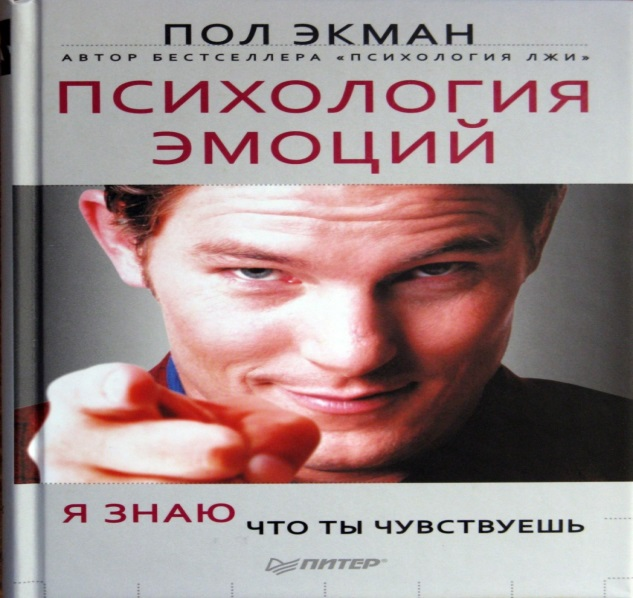 ПОЛ ЭКМАН
АВТОР БЕСТСЕЛЛЕРА «ПСИХОЛОГИЯ ЛЖИ»
ПСИХОЛОГИЯ
ЭМОЦИЙ
Я ЗНАЮ
ЧТО ТЫ ЧУВСТВУЕШЬ
ПИТЕР®